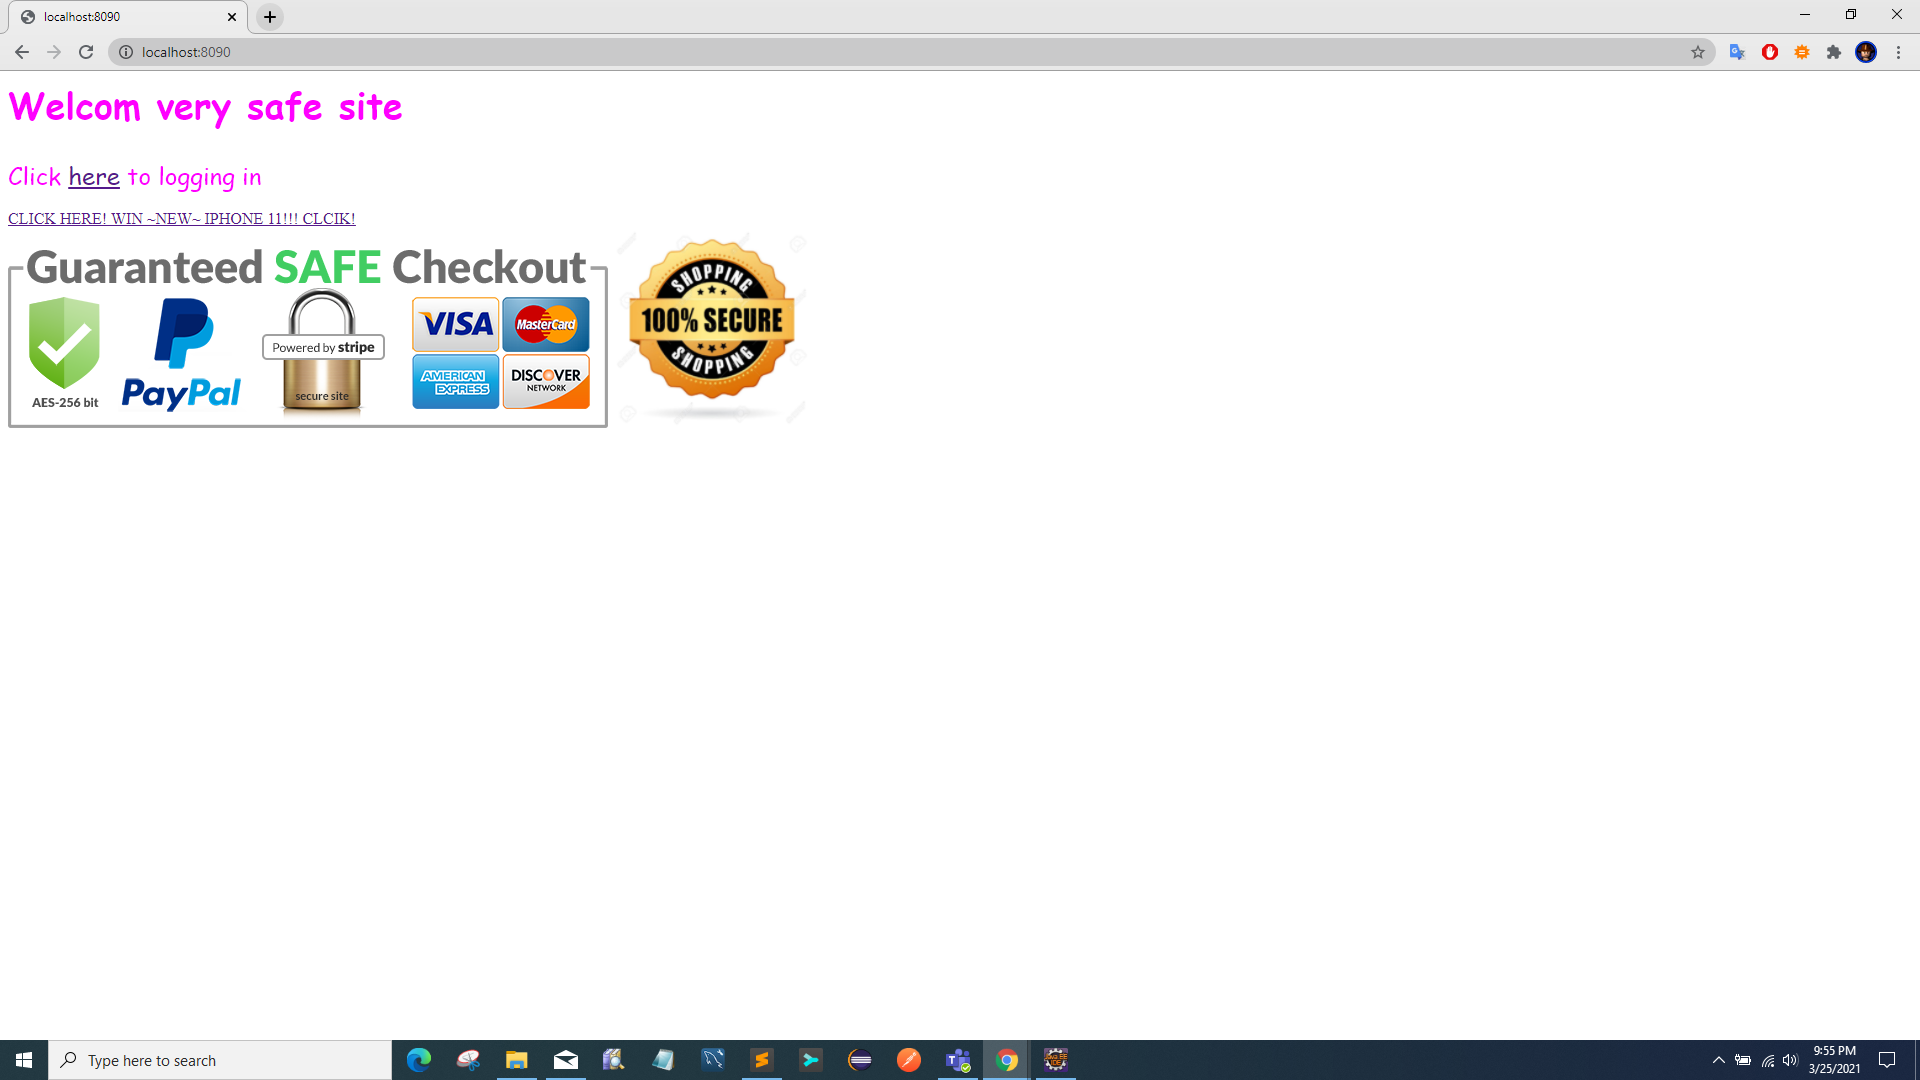 localhost:8090
localhost:8090
Welcom very safe site
Click here to logging in
CLICK HERE! WIN ~NEW~ IPHONE 11!!! CLCIK!
Guaranteed SAFE Checkout
AES-256 bit
PayPal
Powered by stripe
secure site
VISA
MasterCard
AMERICAN EXPRESS
DISCOVER
NETWORK
SHOPPING
100% SECURE
SHOPPING
Type here to search
9:55 PM
3/25/2021